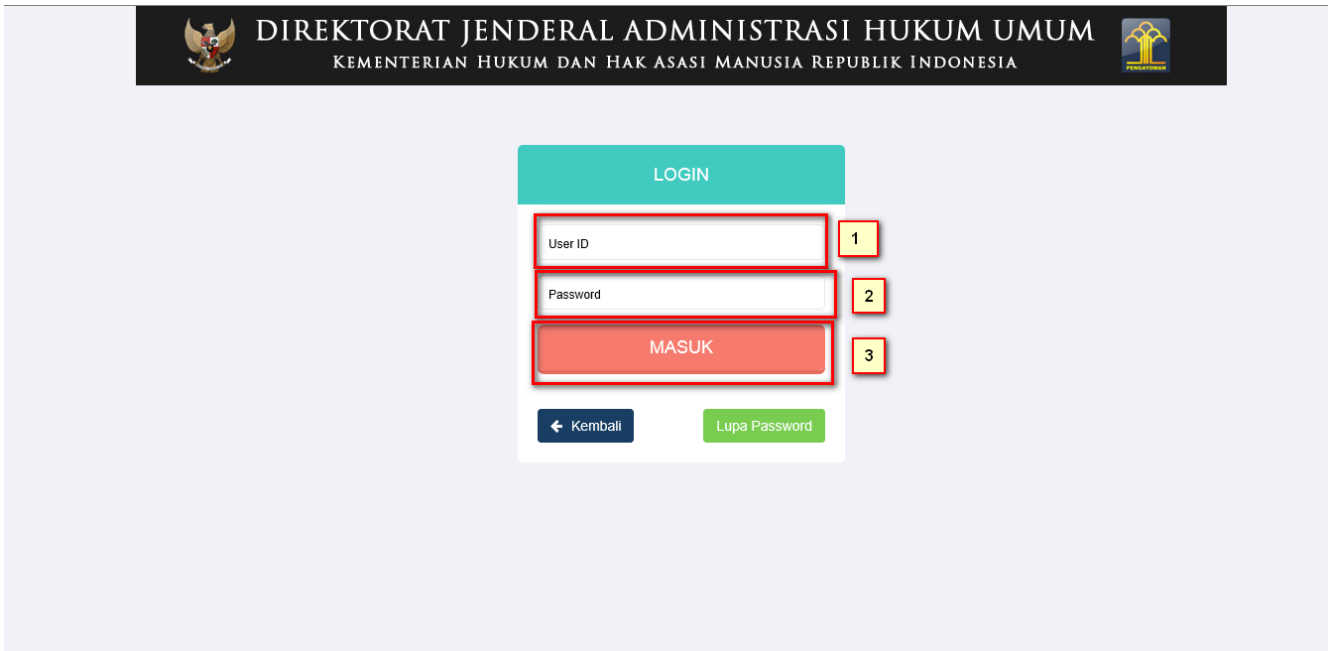 DIREKTORAT JENDERAL ADMINISTRASI HUKUM UMUM
KEMENTERIAN HUKUM DAN HAK ASASI MANUSIA REPUBLIK INDONESIA
PENGAYOMAN
LOGIN
User ID
1
Password
2
MASUK
3
Kembali
Lupa Password